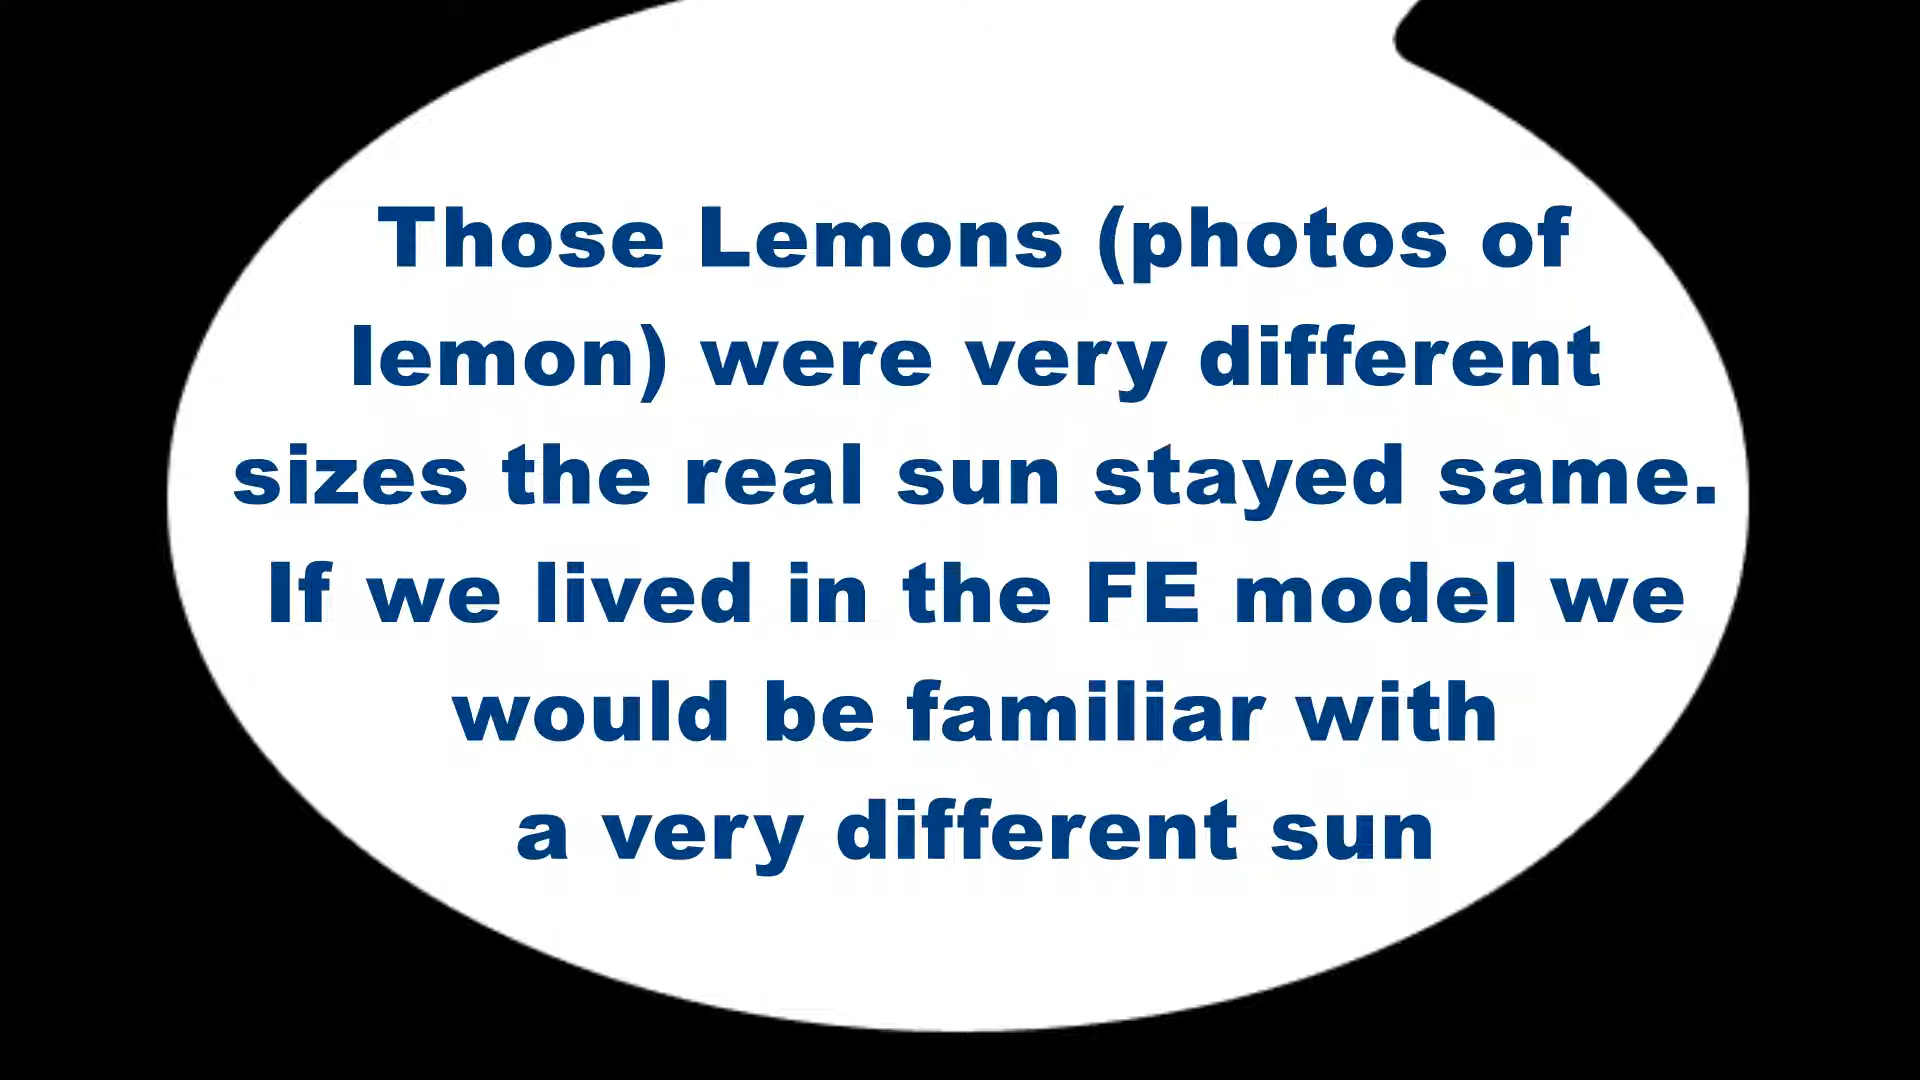 Those Lemons (photos of
lemon) were very different
sizes the real sun stayed same.
If we lived in the FE model we
would be familiar with
a very different sun